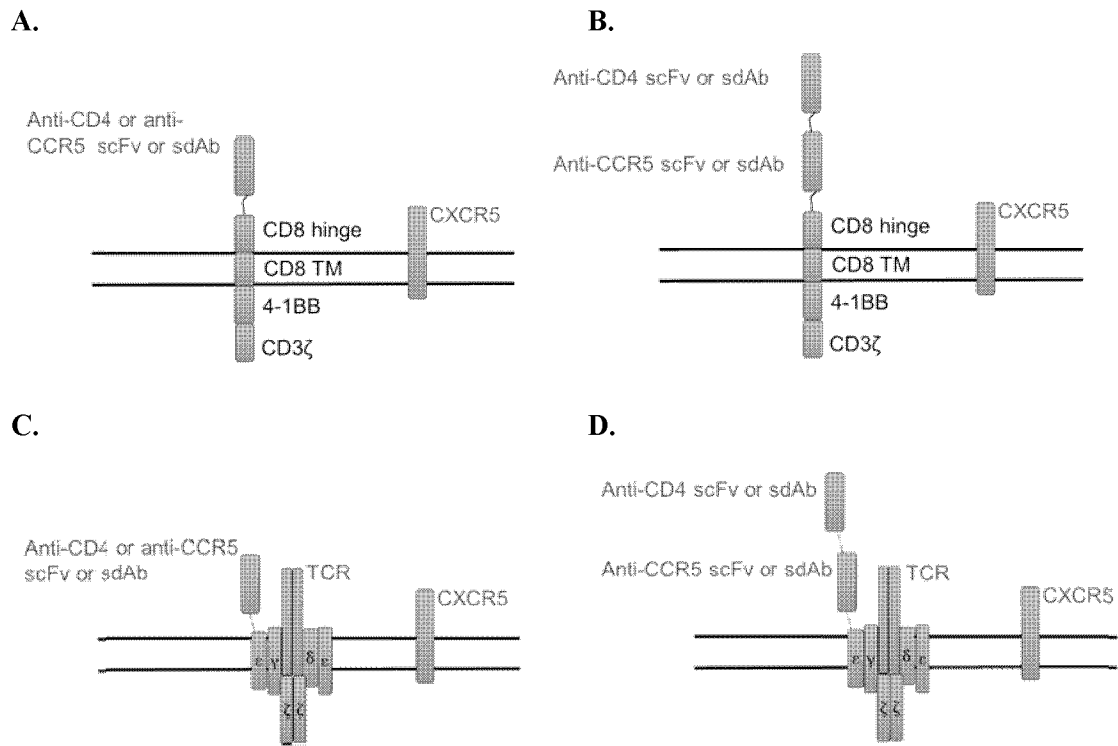 A.
Anti-CD4 or anti-
CCR5 scFv or sdAb
CXCR5
CD8 hinge
CD8 TM
4-1BB
CD3ζ
B.
Anti-CD4 scFv or sdAb
Anti-CCR5 scFv or sdAb
CXCR5
CD8 hinge
CD8 TM
4-1BB
CD3ζ
C.
Anti-CD4 or anti-CCR5
scFv or sdAb
TCR
CXCR5
ε γ δ ε
ζ ζ
D.
Anti-CD4 scFv or sdAb
Anti-CCR5 scFv or sdAb
TCR
CXCR5
ε γ δ ε
ζ ζ